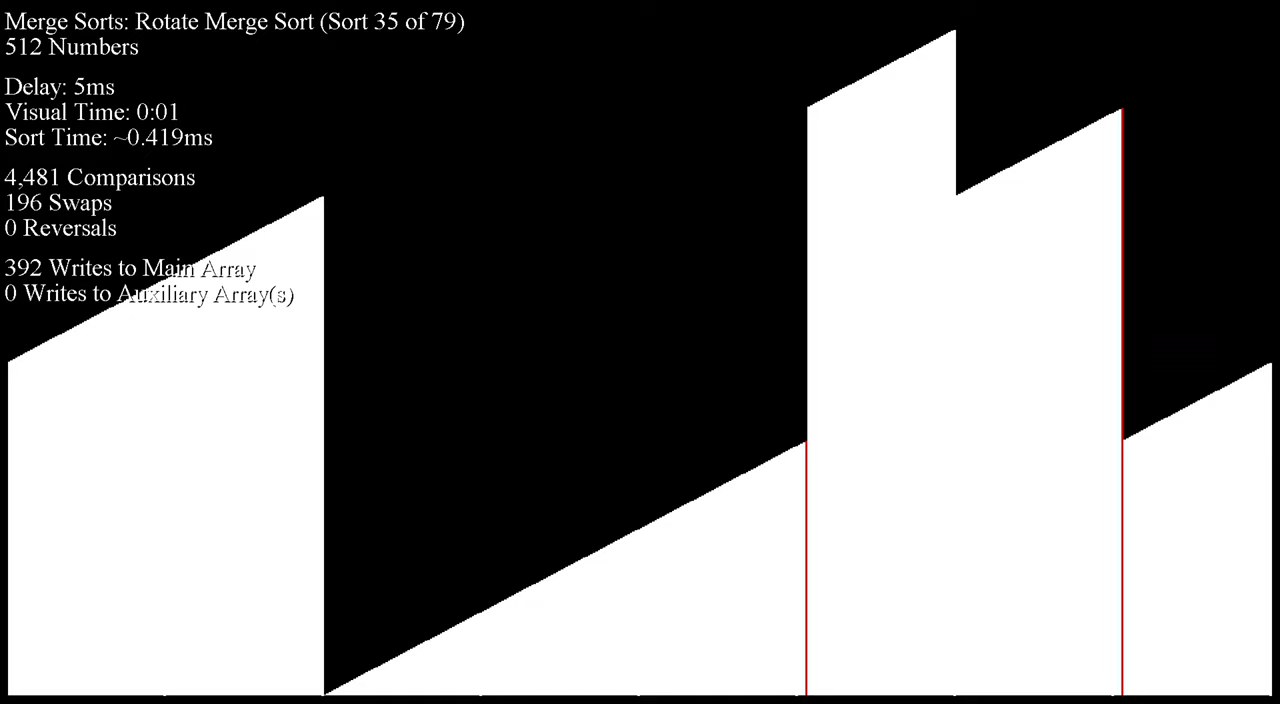 Merge Sorts: Rotate Merge Sort (Sort 35 of 79)
512 Numbers
Delay: 5ms
Visual Time: 0:01
Sort Time: ~0.419ms
4,481 Comparisons
196 Swaps
0 Reversals
392 Writes to Main Array
0 Writes to Auxiliary Array(s)